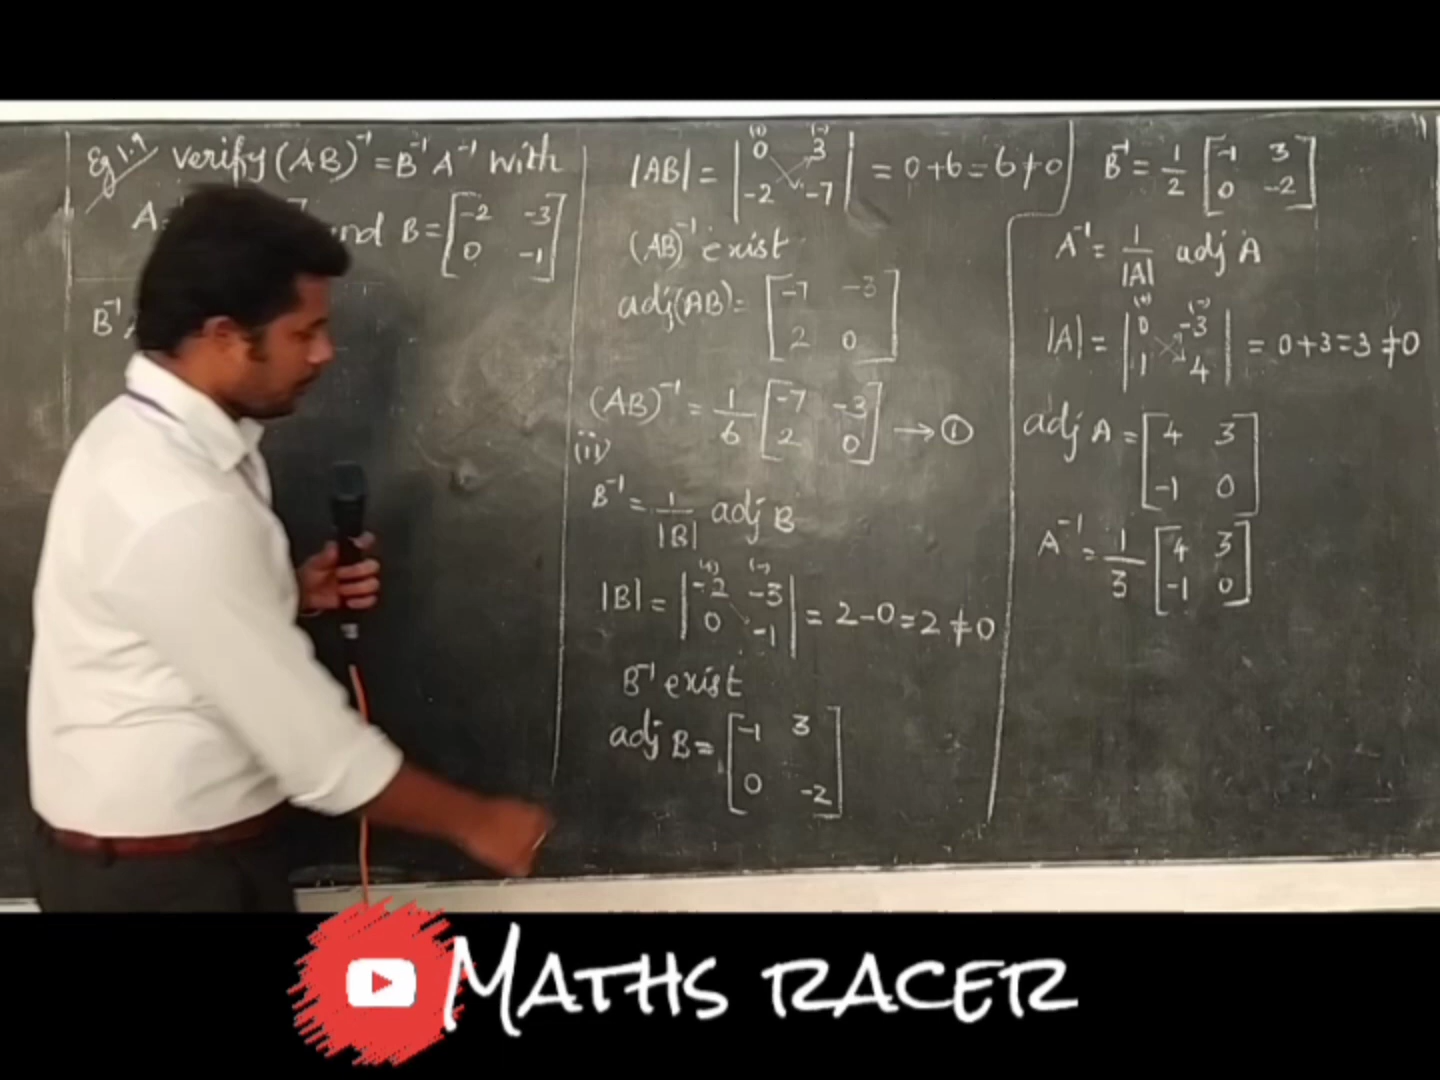 Eg 1.9 Verify (AB)⁻¹ = B⁻¹ A⁻¹ with
A= and B = [-2 -3
0 -1]
B⁻¹
|AB| = |0 3
-2 -7| = 0+6 = 6 ≠ 0
(AB)⁻¹ exist
adj(AB) = [-7 -3
2 0]
(AB)⁻¹ = 1/6 [-7 -3
2 0] → ①
(ii)
B⁻¹ = 1/|B| adj B
|B| = |-2 -3
0 -1| = 2-0 = 2 ≠ 0
B⁻¹ exist
adj B = [-1 3
0 -2]
B⁻¹ = 1/2 [-1 3
0 -2]
A⁻¹ = 1/|A| adj A
|A| = |0 -3
1 4| = 0+3 = 3 ≠ 0
adj A = [4 3
-1 0]
A⁻¹ = 1/3 [4 3
-1 0]
MATHS RACER